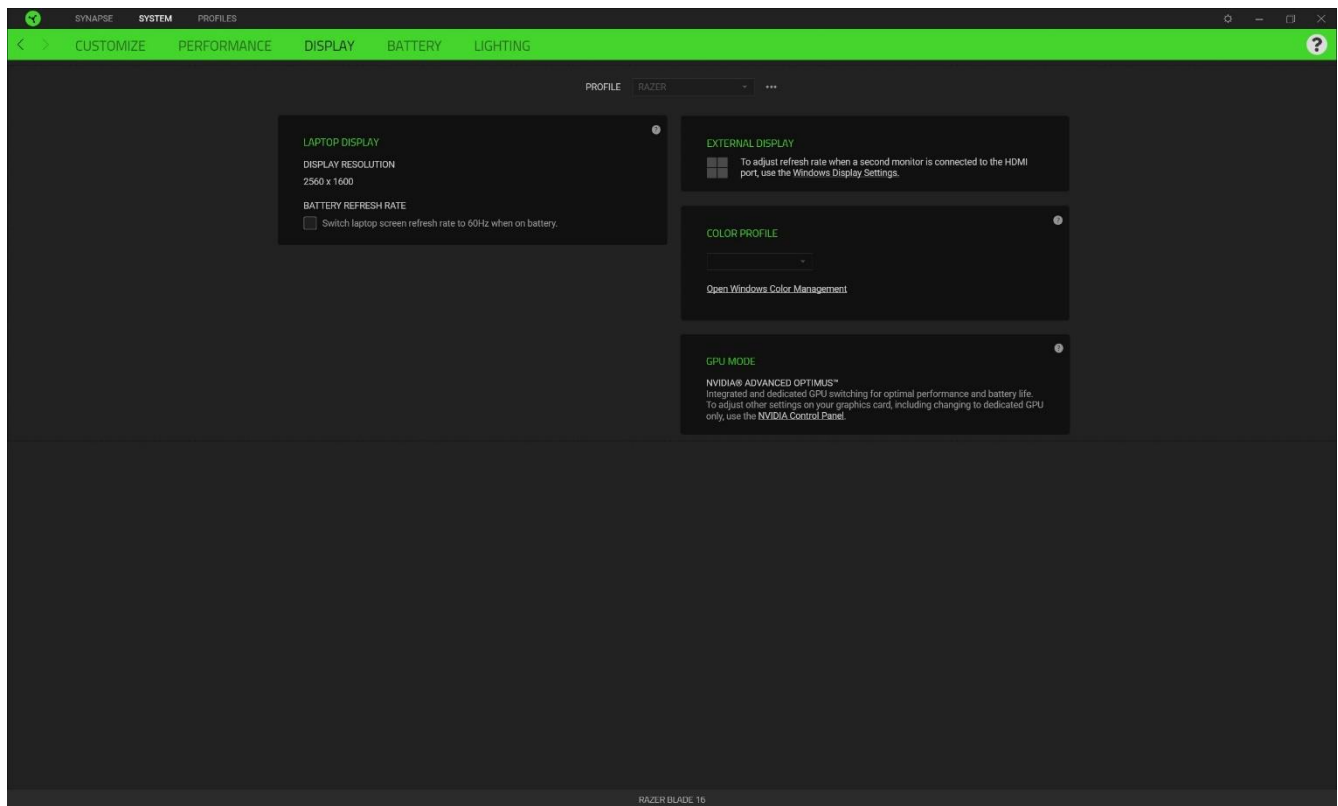 SYNAPSE SYSTEM PROFILES
CUSTOMIZE PERFORMANCE DISPLAY BATTERY LIGHTING
?
PROFILE RAZER
LAPTOP DISPLAY
?
DISPLAY RESOLUTION
2560 x 1600
BATTERY REFRESH RATE
Switch laptop screen refresh rate to 60Hz when on battery.
EXTERNAL DISPLAY
To adjust refresh rate when a second monitor is connected to the HDMI
port, use the Windows Display Settings.
COLOR PROFILE
?
Open Windows Color Management
GPU MODE
?
NVIDIA® ADVANCED OPTIMUS™
Integrated and dedicated GPU switching for optimal performance and battery life.
To adjust other settings on your graphics card, including changing to dedicated GPU
only, use the NVIDIA Control Panel.
RAZER BLADE 16